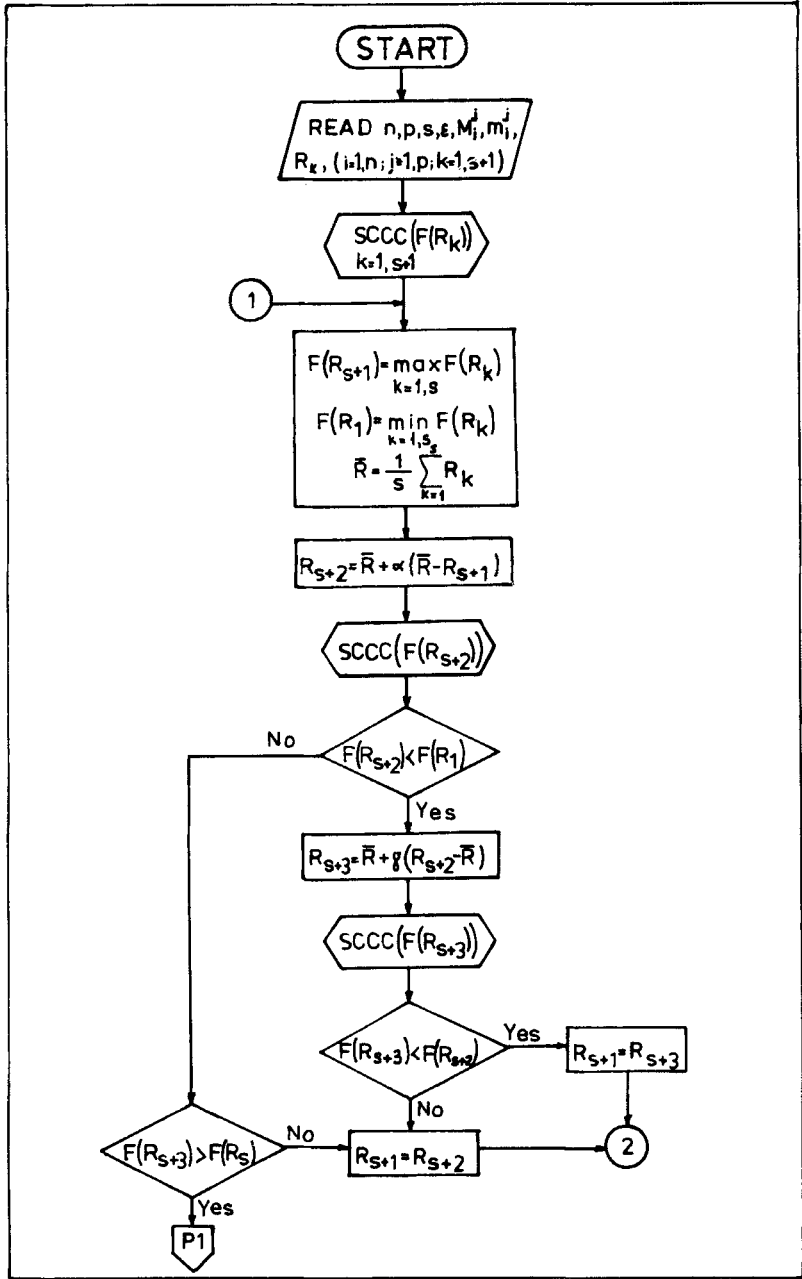 START
READ n,p,s,ε,M_i^j,m_i^j,
R_k, (i=1,n; j=1,p; k=1,s+1)
SCCC(F(R_k))
k=1, s+1
1
F(R_{s+1})=max F(R_k)
k=1,s
F(R_1)=min F(R_k)
k=1,s
R̄ = 1/s ∑_{k=1}^{s} R_k
R_{s+2}=R̄+α(R̄-R_{s+1})
SCCC(F(R_{s+2}))
No
F(R_{s+2})<F(R_1)
Yes
R_{s+3}=R̄+γ(R_{s+2}-R̄)
SCCC(F(R_{s+3}))
F(R_{s+3})<F(R_{s+2})
Yes
R_{s+1}=R_{s+3}
No
F(R_{s+3})>F(R_s)
No
R_{s+1}=R_{s+2}
2
Yes
P1